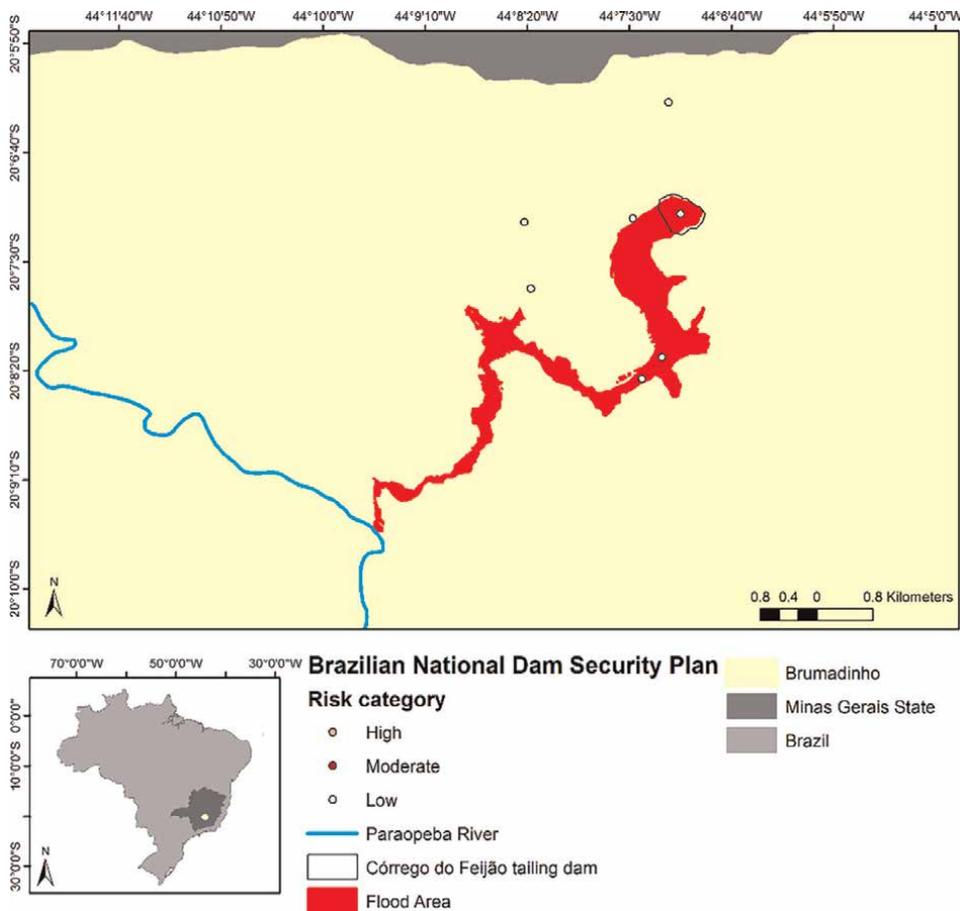 44°11'40"W 44°10'50"W 44°10'0"W 44°9'10"W 44°8'20"W 44°7'30"W 44°6'40"W 44°5'50"W 44°5'0"W
20°5'50"S
20°6'40"S
20°7'30"S
20°8'20"S
20°9'10"S
20°10'0"S
N
0.8 0.4 0 0.8 Kilometers
70°0'0"W 50°0'0"W 30°0'0"W
0°0'0"
10°0'0"S
30°0'0"S
N
Brazilian National Dam Security Plan
Risk category
High
Moderate
Low
Paraopeba River
Córrego do Feijão tailing dam
Flood Area
Brumadinho
Minas Gerais State
Brazil